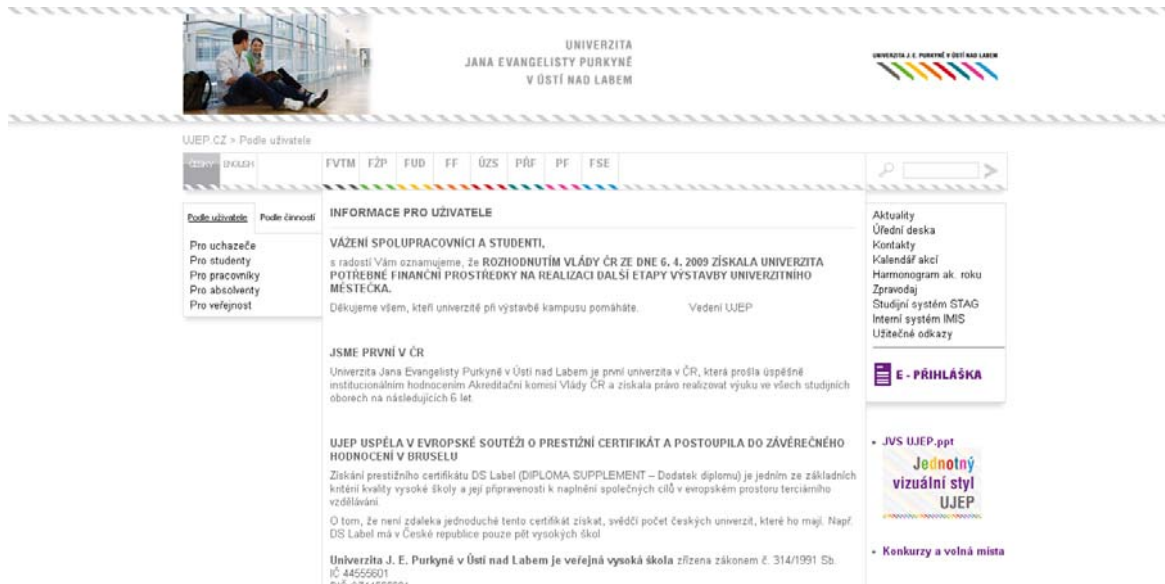 UNIVERZITA
JANA EVANGELISTY PURKYNĚ
V ÚSTÍ NAD LABEM
UNIVERZITA J. E. PURKYNĚ V ÚSTÍ NAD LABEM
UJEP.CZ > Podle uživatele
ČESKY ENGLISH
FVTM FŽP FUD FF ÚZS PŘF PF FSE
Podle uživatele Podle činností
Pro uchazeče
Pro studenty
Pro pracovníky
Pro absolventy
Pro veřejnost
INFORMACE PRO UŽIVATELE
VÁŽENÍ SPOLUPRACOVNÍCI A STUDENTI,
s radostí Vám oznamujeme, že ROZHODNUTÍM VLÁDY ČR ZE DNE 6. 4. 2009 ZÍSKALA UNIVERZITA
POTŘEBNÉ FINANČNÍ PROSTŘEDKY NA REALIZACI DALŠÍ ETAPY VÝSTAVBY UNIVERZITNÍHO
MĚSTEČKA.
Děkujeme všem, kteří univerzitě při výstavbě kampusu pomáháte. Vedení UJEP
JSME PRVNÍ V ČR
Univerzita Jana Evangelisty Purkyně v Ústí nad Labem je první univerzita v ČR, která prošla úspěšně
institucionálním hodnocením Akreditační komisí Vlády ČR a získala právo realizovat výuku ve všech studijních
oborech na následujících 6 let.
UJEP USPĚLA V EVROPSKÉ SOUTĚŽI O PRESTIŽNÍ CERTIFIKÁT A POSTOUPILA DO ZÁVĚREČNÉHO
HODNOCENÍ V BRUSELU
Získání prestižního certifikátu DS Label (DIPLOMA SUPPLEMENT – Dodatek diplomu) je jedním ze základních
kritérií kvality vysoké školy a její připravenosti k naplnění společných cílů v evropském prostoru terciárního
vzdělávání.
O tom, že není zdaleka jednoduché tento certifikát získat, svědčí počet českých univerzit, které ho mají. Např.
DS Label má v České republice pouze pět vysokých škol
Univerzita J. E. Purkyně v Ústí nad Labem je veřejná vysoká škola zřízena zákonem č. 314/1991 Sb.
IČ 44555601
Aktuality
Úřední deska
Kontakty
Kalendář akcí
Harmonogram ak. roku
Zpravodaj
Studijní systém STAG
Interní systém IMIS
Užitečné odkazy
E - PŘIHLÁŠKA
JVS UJEP.ppt
Jednotný
vizuální styl
UJEP
Konkurzy a volná místa